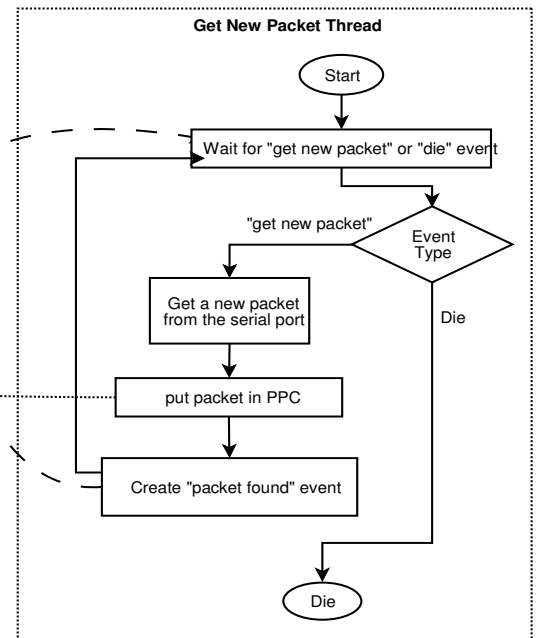 Get New Packet Thread
Start
Wait for "get new packet" or "die" event
"get new packet"
Event
Type
Get a new packet
from the serial port
Die
put packet in PPC
Create "packet found" event
Die